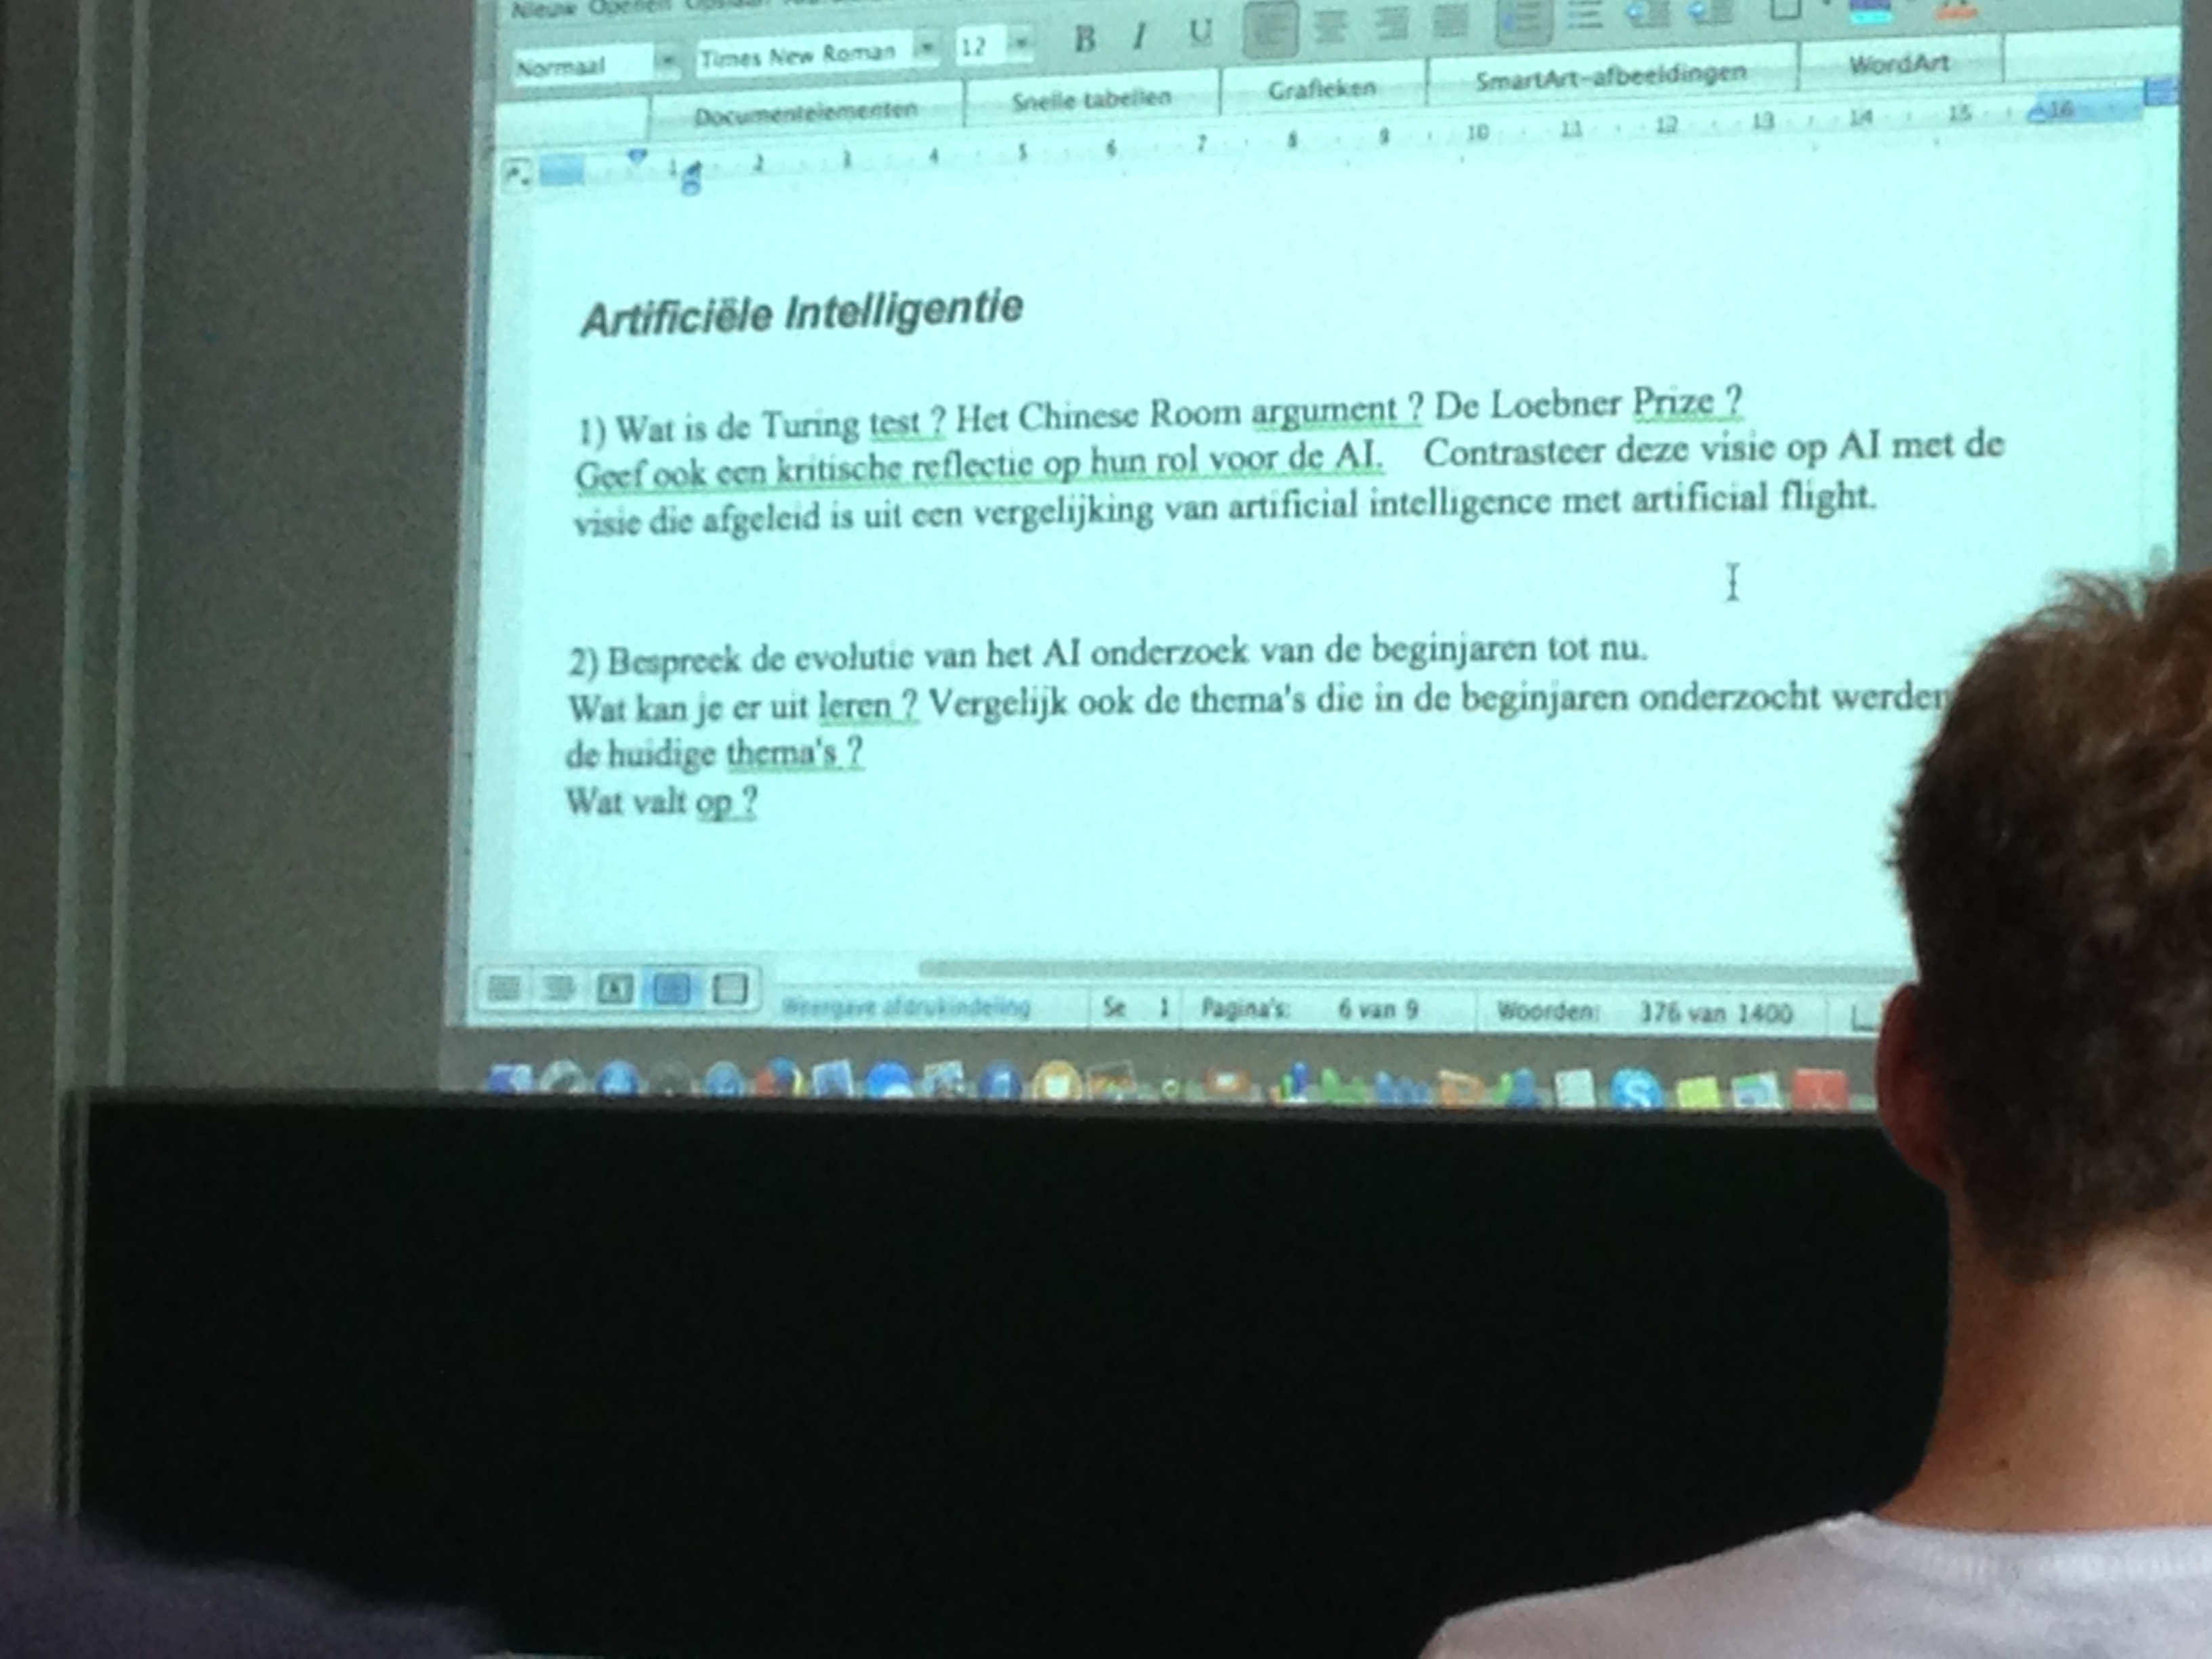 Nieuw Openen Opslaan
Normaal Times New Roman 12 B I U
Documentelementen Snelle tabellen Grafieken SmartArt-afbeeldingen WordArt
1 2 3 4 5 6 7 8 9 10 11 12 13 14 15 16
Artificiële Intelligentie
1) Wat is de Turing test ? Het Chinese Room argument ? De Loebner Prize ?
Geef ook een kritische reflectie op hun rol voor de AI. Contrasteer deze visie op AI met de
visie die afgeleid is uit een vergelijking van artificial intelligence met artificial flight.
2) Bespreek de evolutie van het AI onderzoek van de beginjaren tot nu.
Wat kan je er uit leren ? Vergelijk ook de thema's die in de beginjaren onderzocht werden
de huidige thema's ?
Wat valt op ?
Weergave afdrukindeling Se 1 Pagina's: 6 van 9 Woorden: 376 van 1400